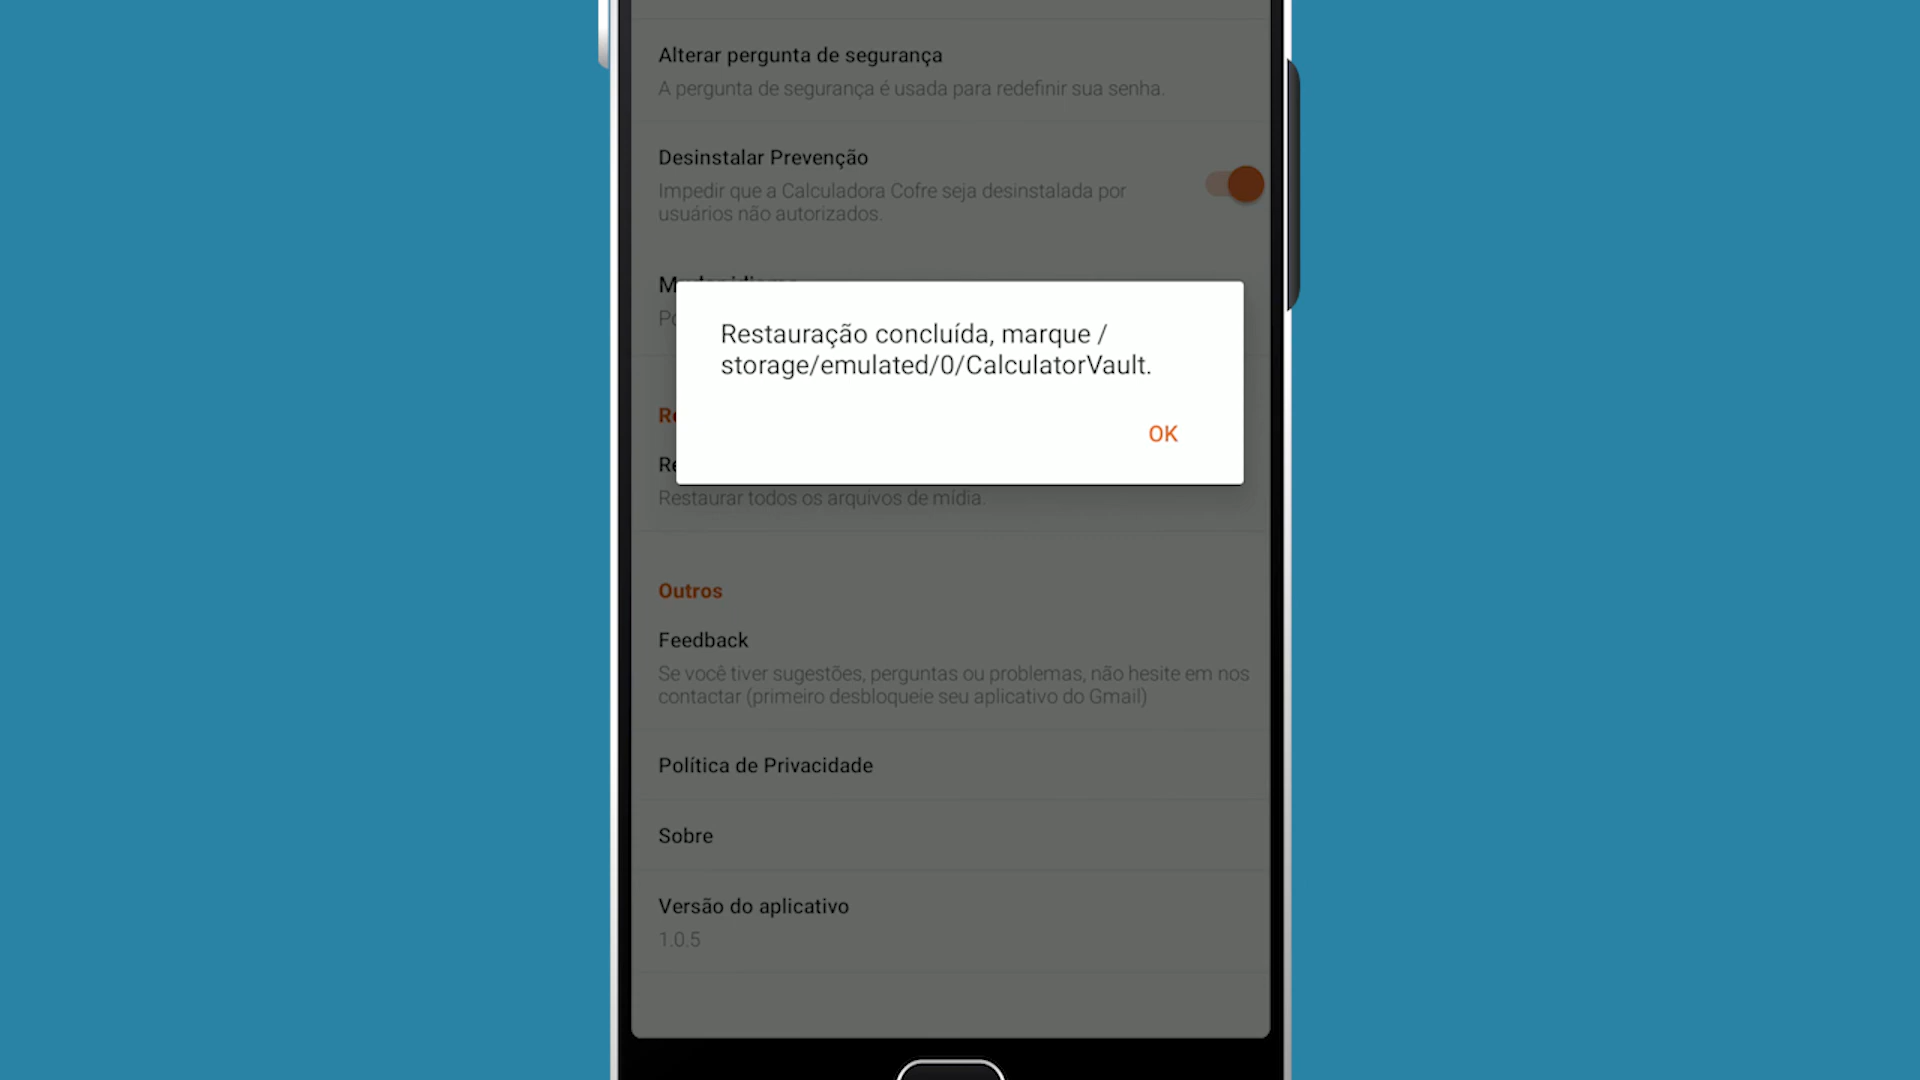 Alterar pergunta de segurança
A pergunta de segurança é usada para redefinir sua senha.
Desinstalar Prevenção
Impedir que a Calculadora Cofre seja desinstalada por
usuários não autorizados.
Restauração concluída, marque /
storage/emulated/0/CalculatorVault.
OK
Restaurar todos os arquivos de mídia.
Outros
Feedback
Se você tiver sugestões, perguntas ou problemas, não hesite em nos
contactar (primeiro desbloqueie seu aplicativo do Gmail)
Política de Privacidade
Sobre
Versão do aplicativo
1.0.5